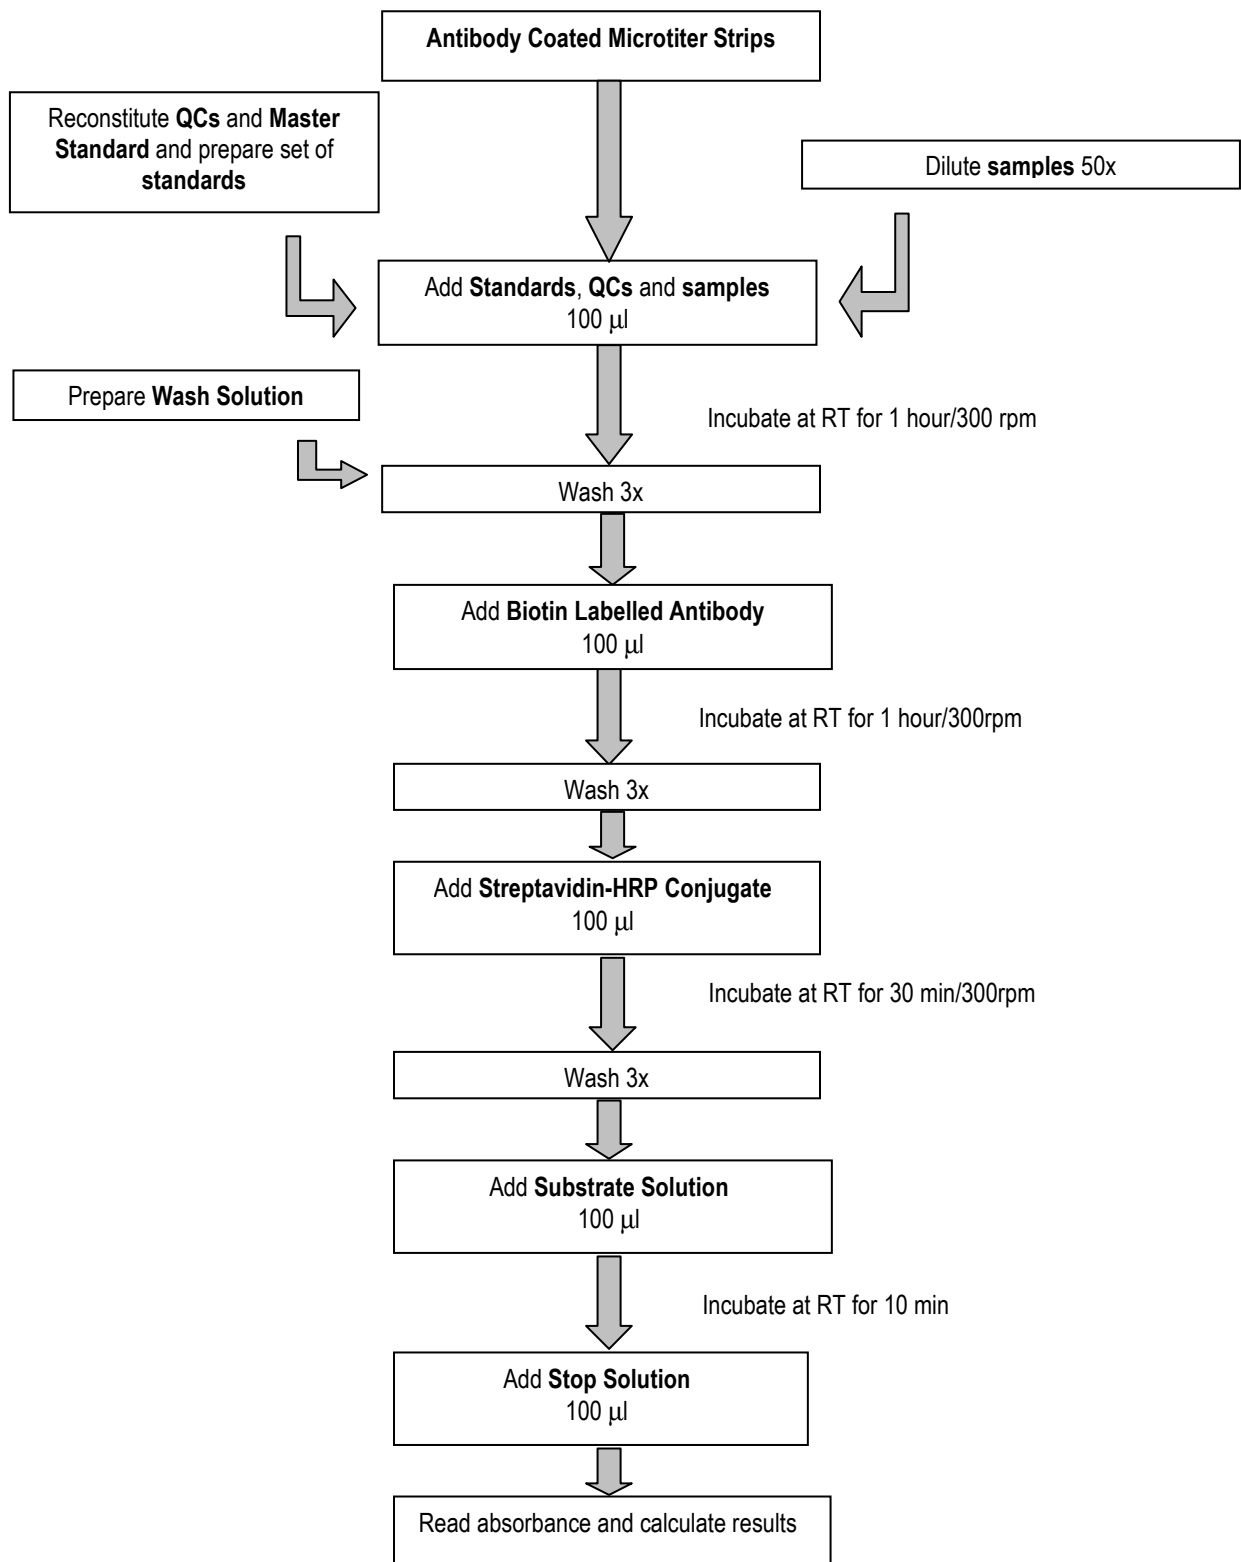 Antibody Coated Microtiter Strips
Reconstitute QCs and Master
Standard and prepare set of
standards
Dilute samples 50x
Add Standards, QCs and samples
100 μl
Prepare Wash Solution
Incubate at RT for 1 hour/300 rpm
Wash 3x
Add Biotin Labelled Antibody
100 μl
Incubate at RT for 1 hour/300rpm
Wash 3x
Add Streptavidin-HRP Conjugate
100 μl
Incubate at RT for 30 min/300rpm
Wash 3x
Add Substrate Solution
100 μl
Incubate at RT for 10 min
Add Stop Solution
100 μl
Read absorbance and calculate results